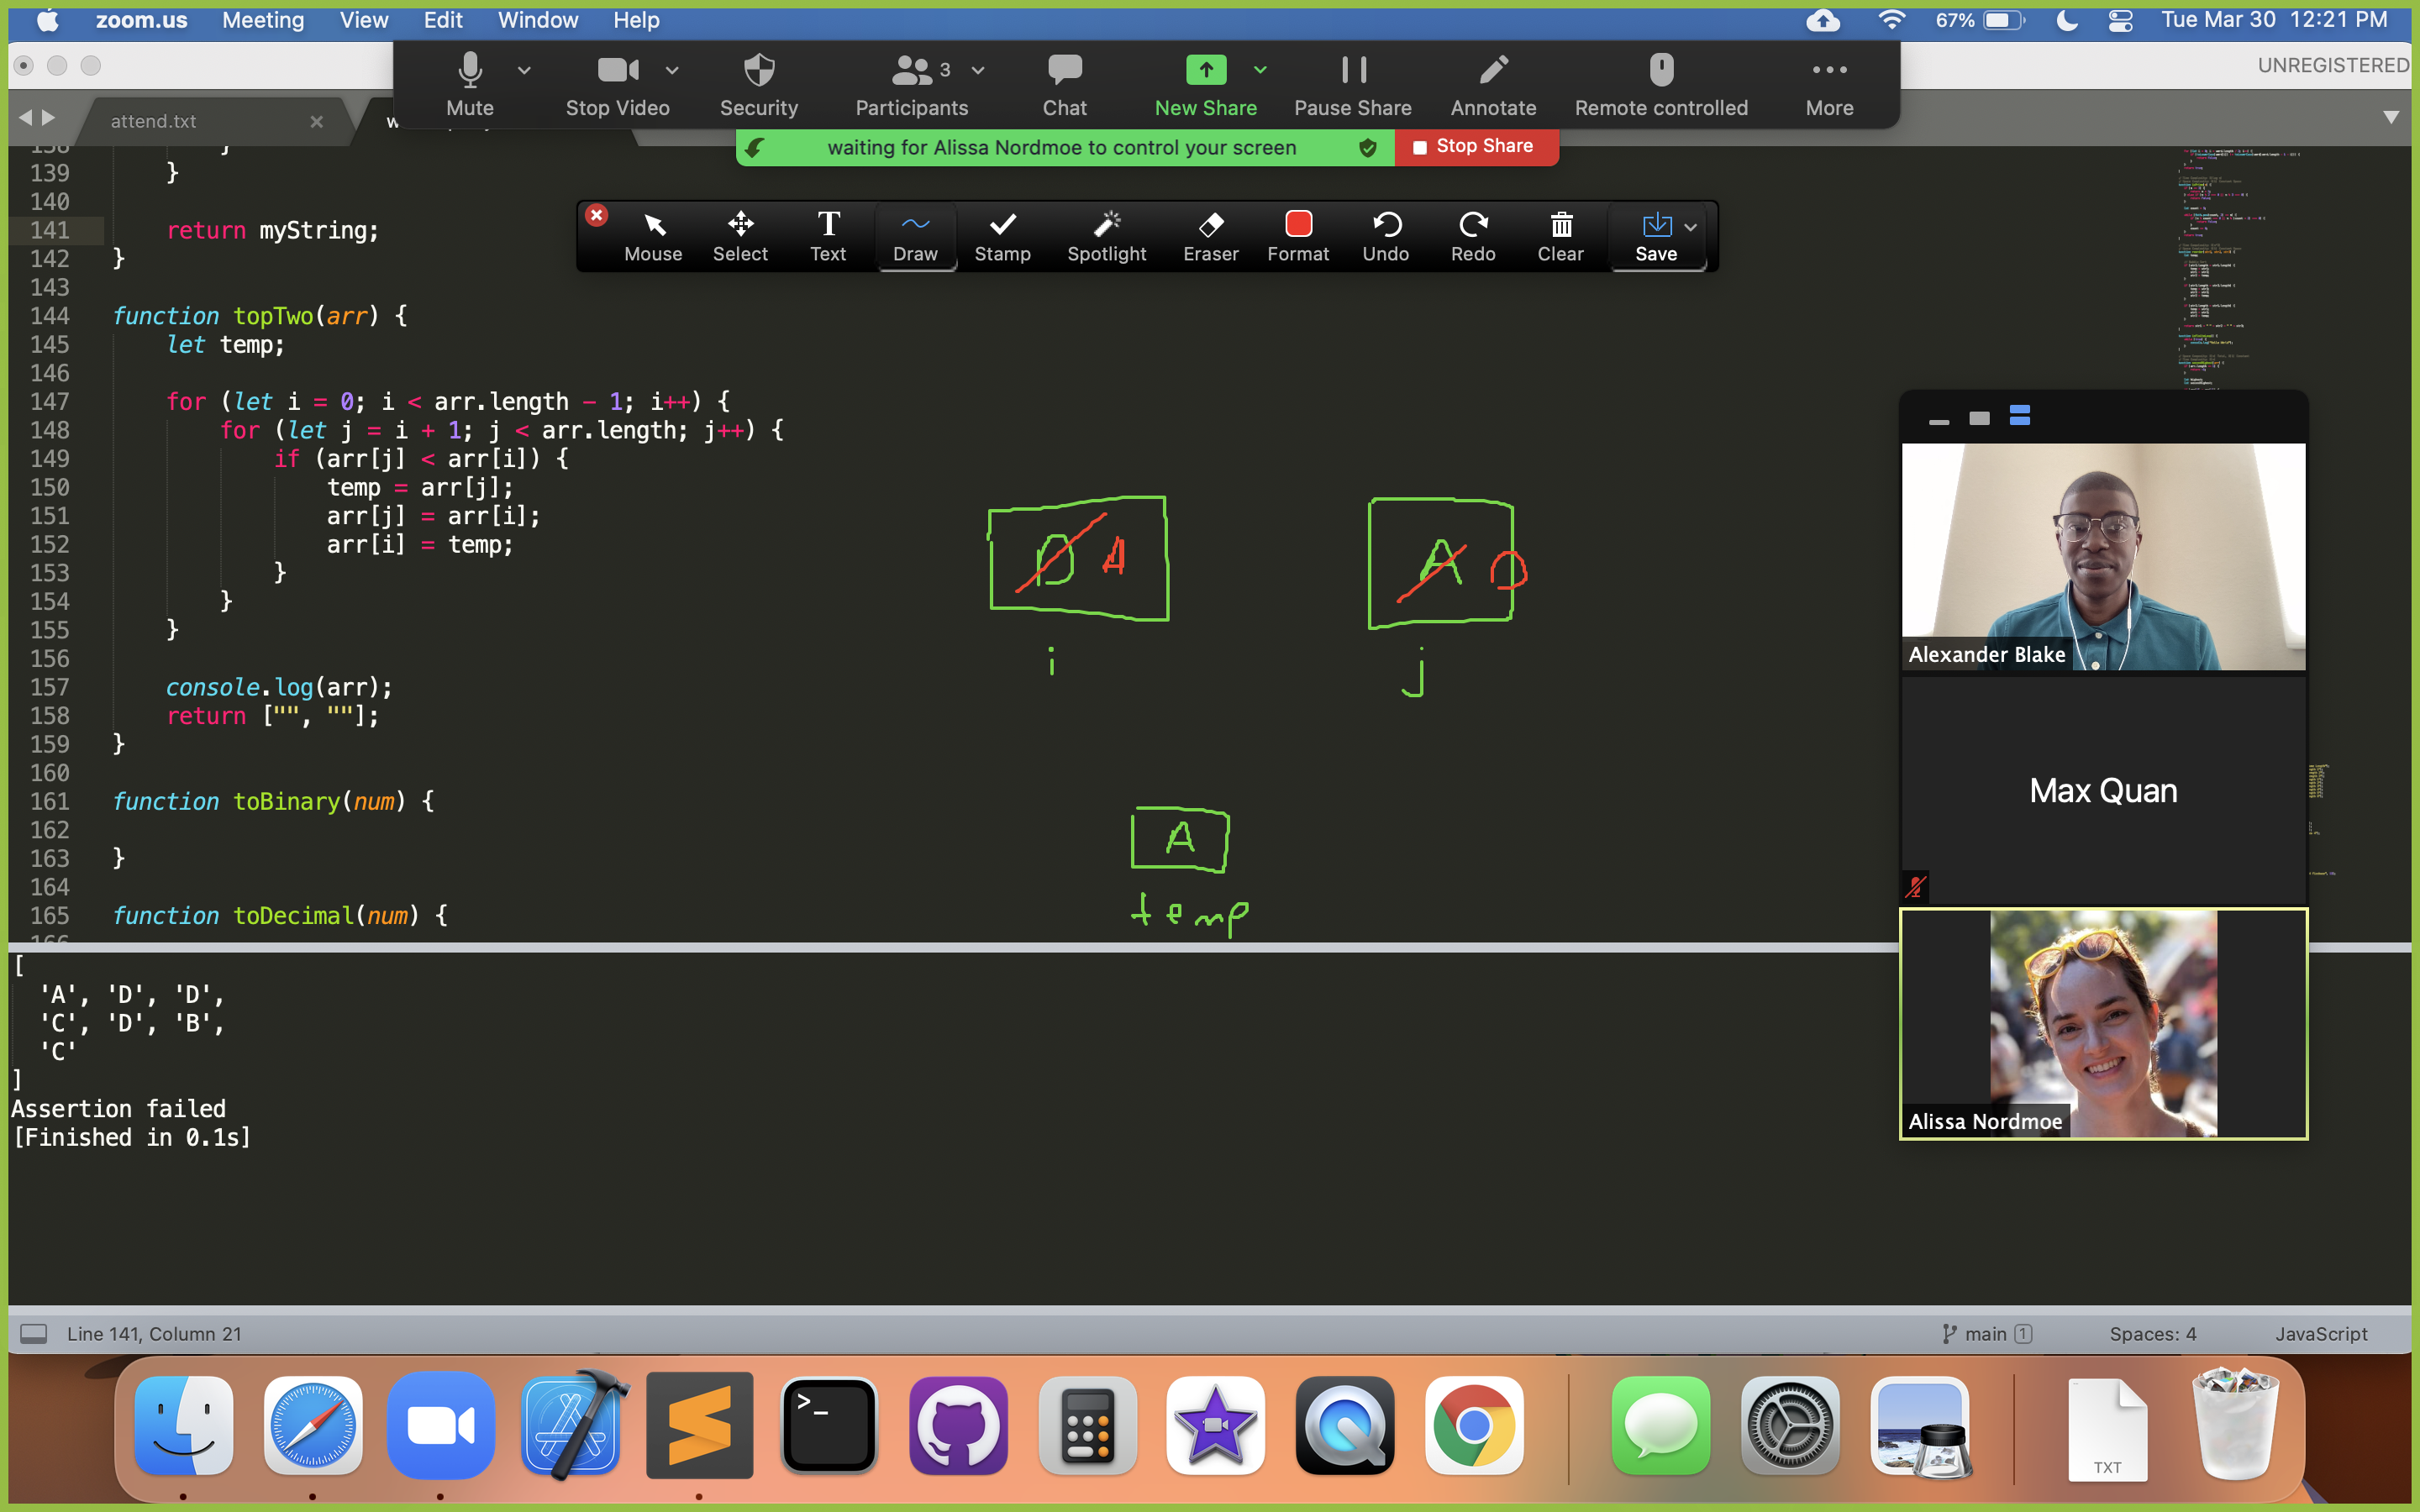 zoom.us Meeting View Edit Window Help 67% Tue Mar 30 12:21 PM
UNREGISTERED
Mute Stop Video Security Participants 3 Chat New Share Pause Share Annotate Remote controlled More
attend.txt
waiting for Alissa Nordmoe to control your screen Stop Share
Mouse Select Text Draw Stamp Spotlight Eraser Format Undo Redo Clear Save
138 }
139 }
140
141 return myString;
142 }
143
144 function topTwo(arr) {
145 let temp;
146
147 for (let i = 0; i < arr.length - 1; i++) {
148 for (let j = i + 1; j < arr.length; j++) {
149 if (arr[j] < arr[i]) {
150 temp = arr[j];
151 arr[j] = arr[i];
152 arr[i] = temp;
153 }
154 }
155 }
156
157 console.log(arr);
158 return ["", ""];
159 }
160
161 function toBinary(num) {
162
163 }
164
165 function toDecimal(num) {
166
D A
A D
i
j
A
temp
Alexander Blake
Max Quan
Alissa Nordmoe
[
'A', 'D', 'D',
'C', 'D', 'B',
'C'
]
Assertion failed
[Finished in 0.1s]
Line 141, Column 21 main 1 Spaces: 4 JavaScript
>_
TXT